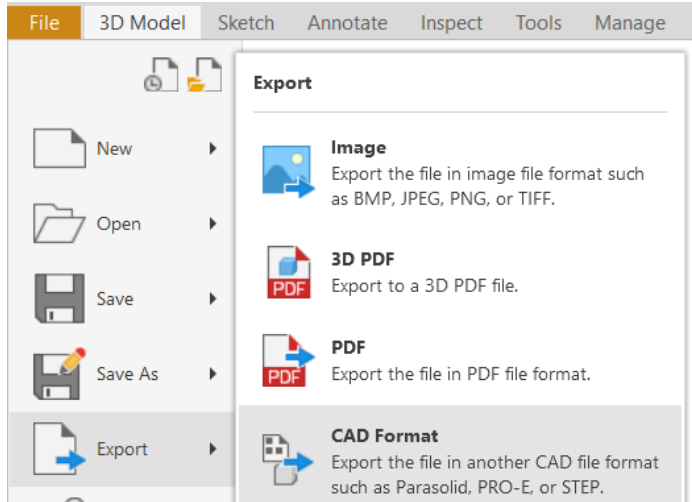 File 3D Model Sketch Annotate Inspect Tools Manage
Export
New
Open
Save
Save As
Export
Image
Export the file in image file format such
as BMP, JPEG, PNG, or TIFF.
3D PDF
Export to a 3D PDF file.
PDF
PDF
Export the file in PDF file format.
PDF
CAD Format
Export the file in another CAD file format
such as Parasolid, PRO-E, or STEP.